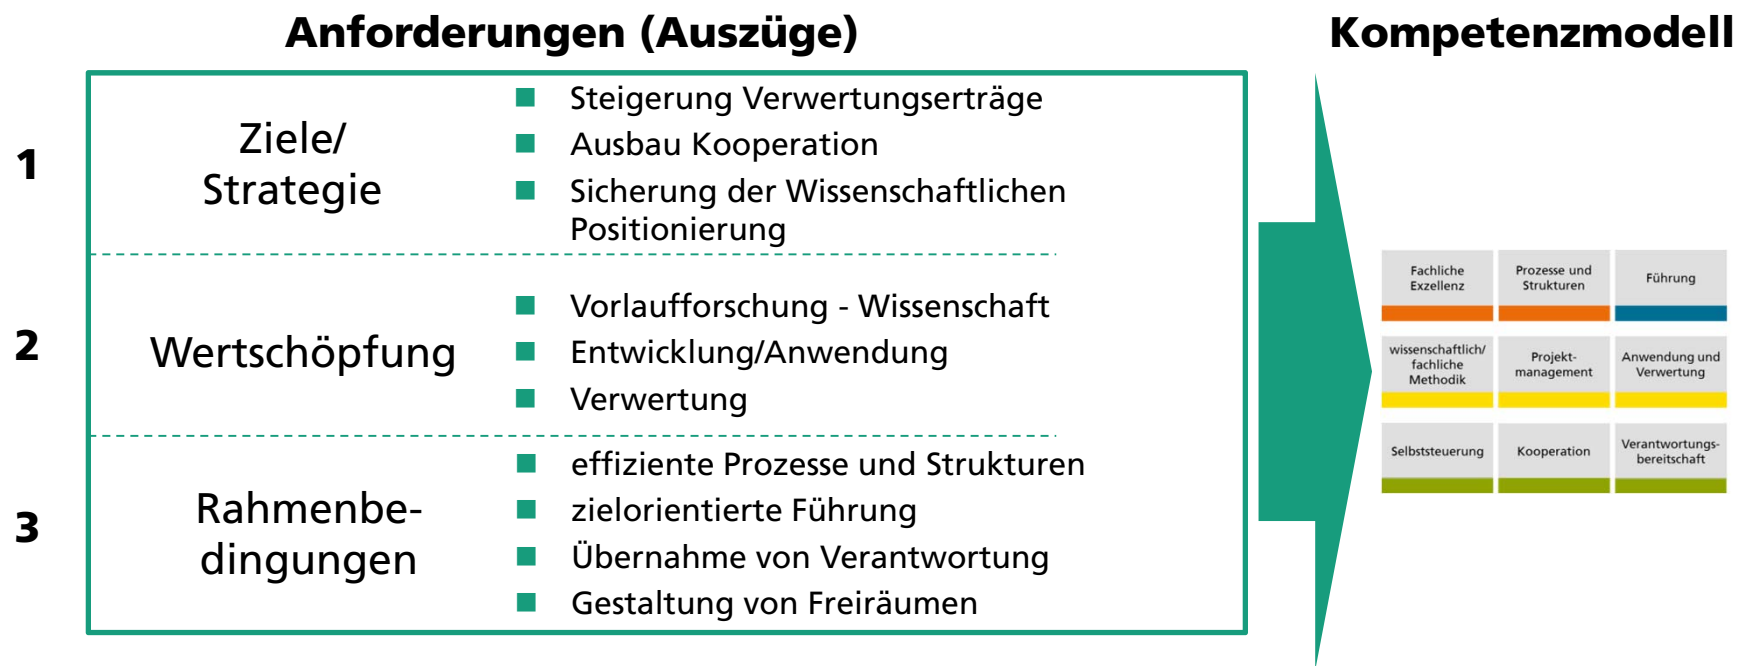 Anforderungen (Auszüge)
Kompetenzmodell
1
Ziele/
Strategie
Steigerung Verwertungserträge
Ausbau Kooperation
Sicherung der Wissenschaftlichen
Positionierung
2
Wertschöpfung
Vorlaufforschung - Wissenschaft
Entwicklung/Anwendung
Verwertung
3
Rahmenbe-
dingungen
effiziente Prozesse und Strukturen
zielorientierte Führung
Übernahme von Verantwortung
Gestaltung von Freiräumen
Fachliche
Exzellenz
Prozesse und
Strukturen
Führung
wissenschaftlich/
fachliche
Methodik
Projekt-
management
Anwendung und
Verwertung
Selbststeuerung
Kooperation
Verantwortungs-
bereitschaft